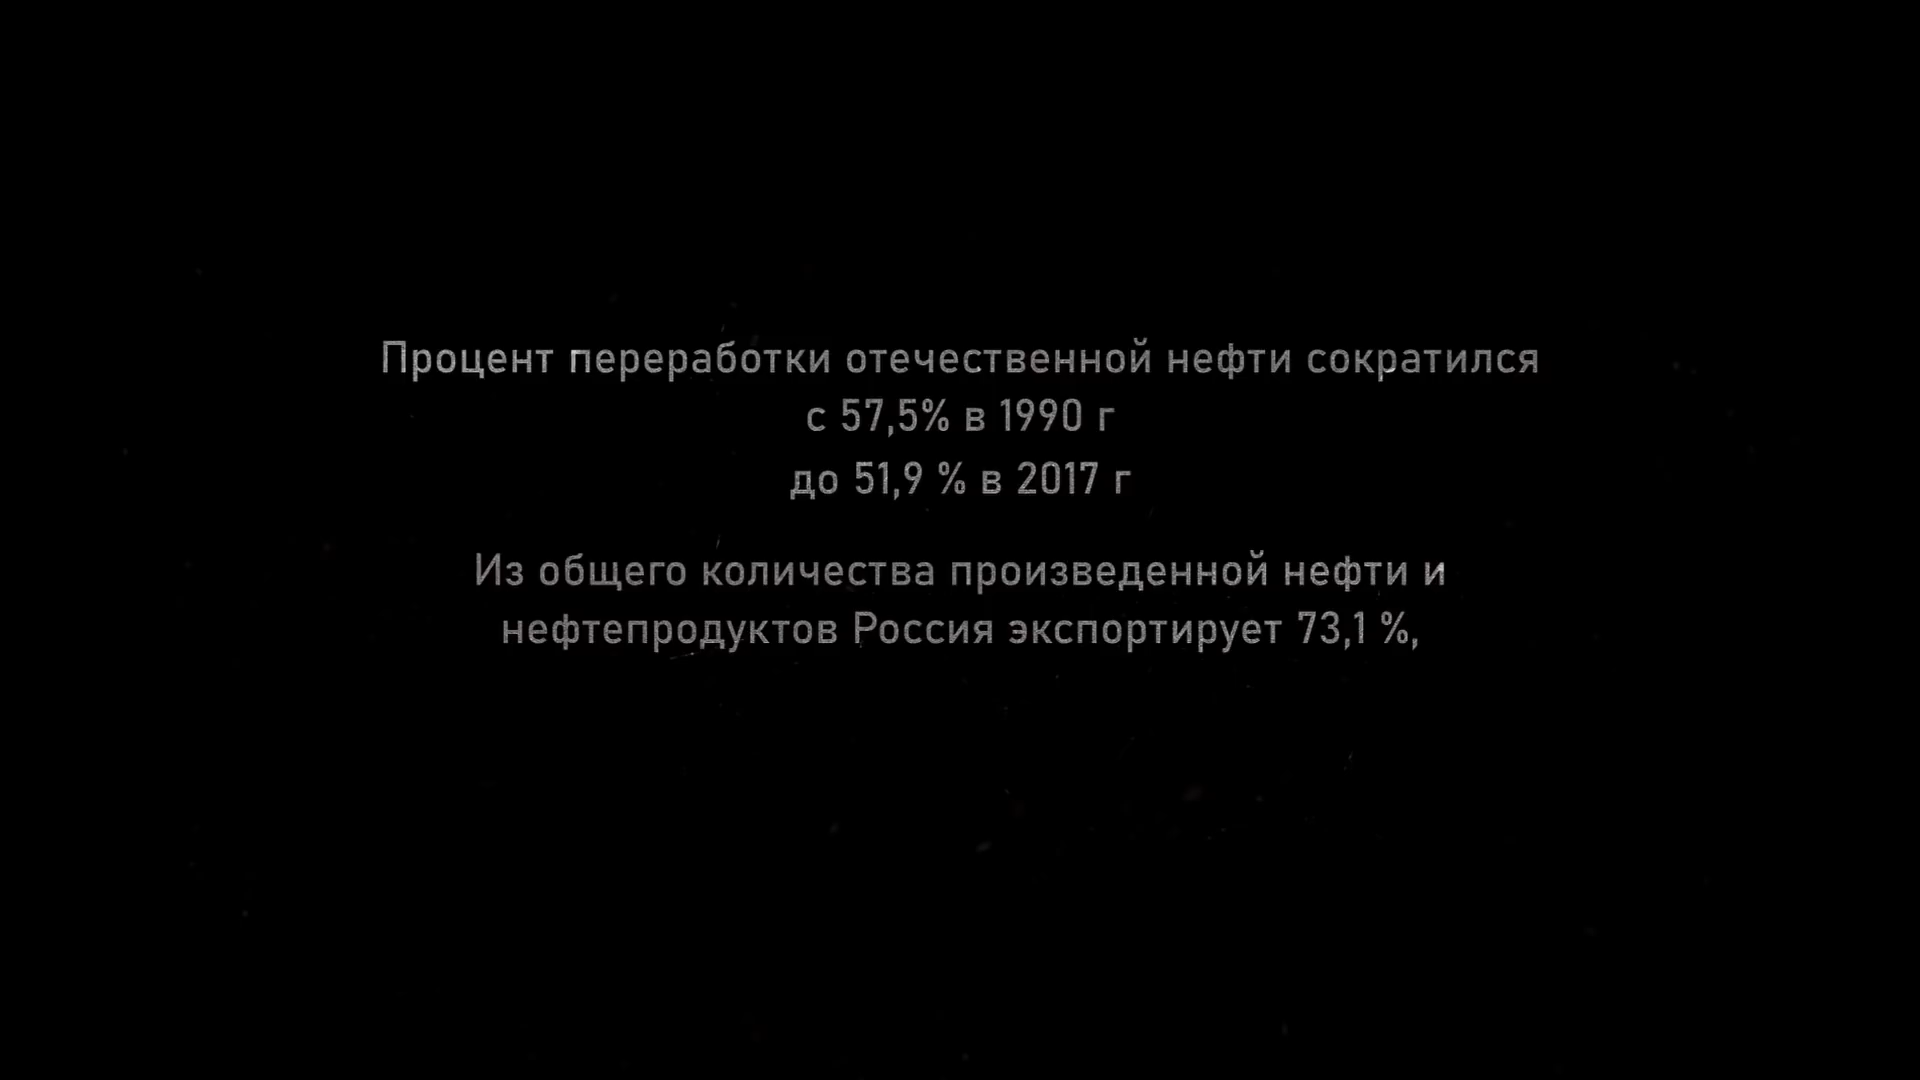 Процент переработки отечественной нефти сократился
с 57,5% в 1990 г
до 51,9 % в 2017 г
Из общего количества произведенной нефти и
нефтепродуктов Россия экспортирует 73,1 %,